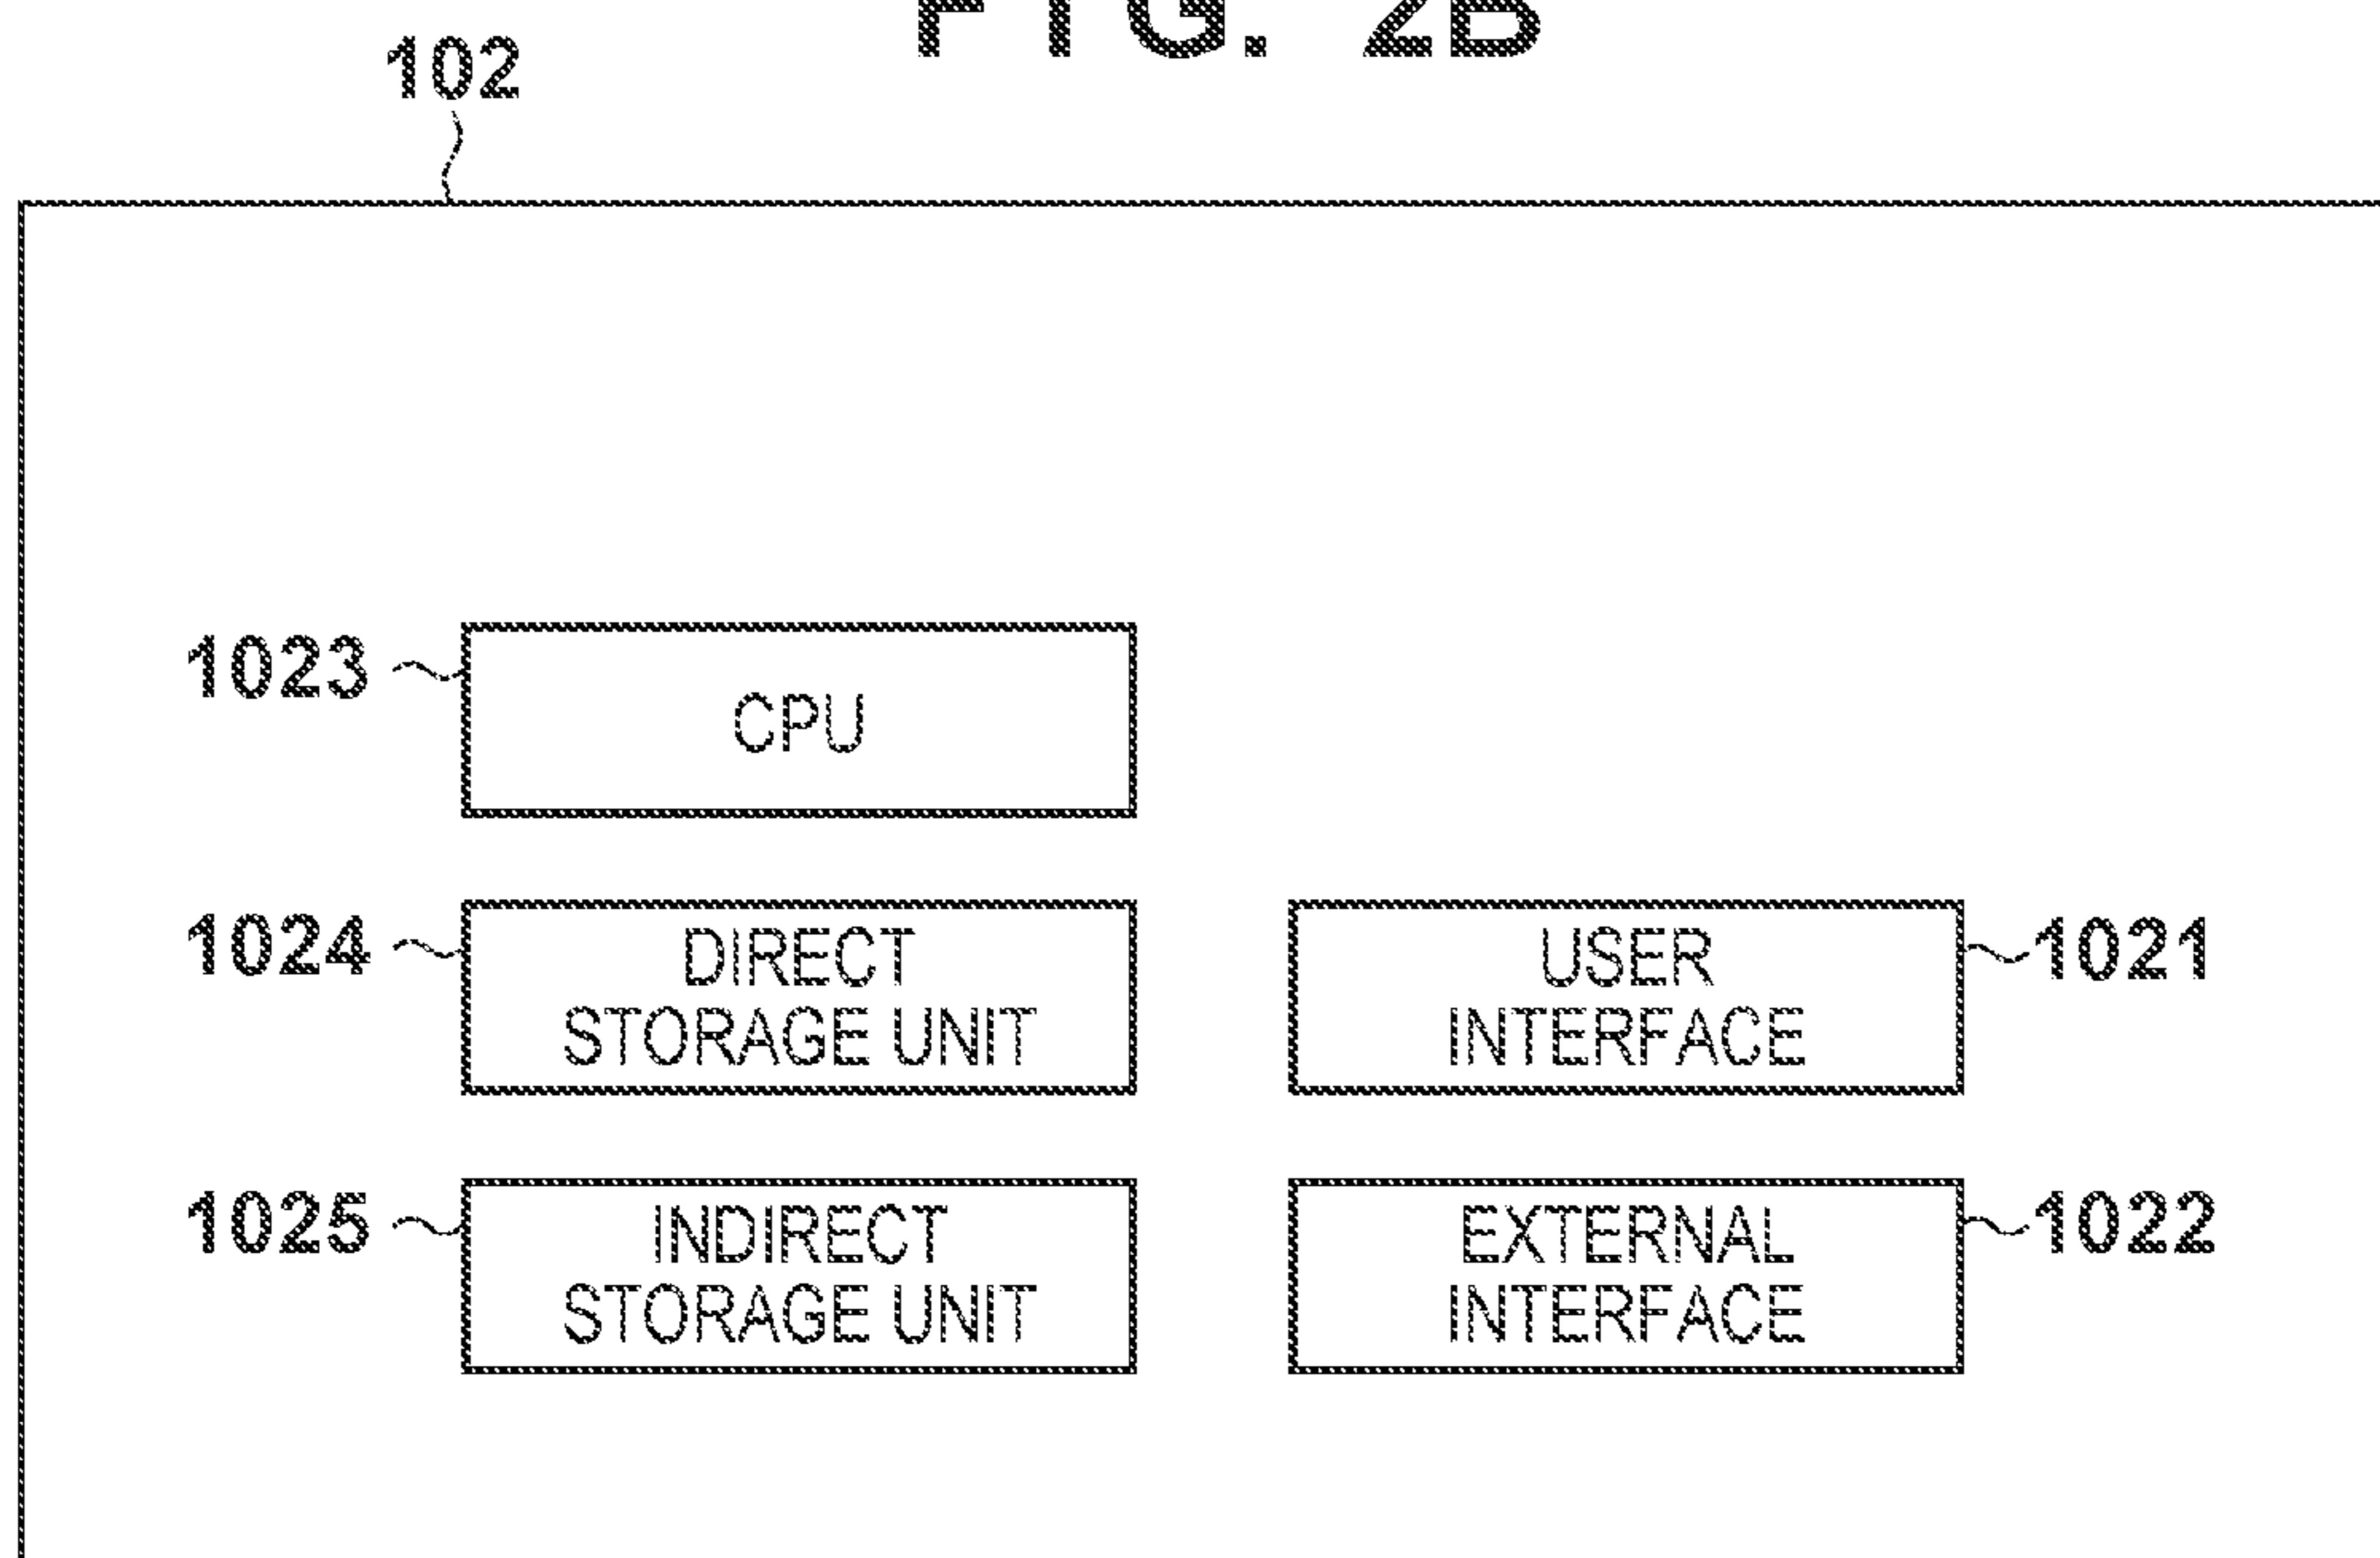 FIG. 2B
102
1023
CPU
1024
DIRECT
STORAGE UNIT
USER
INTERFACE
1021
1025
INDIRECT
STORAGE UNIT
EXTERNAL
INTERFACE
1022